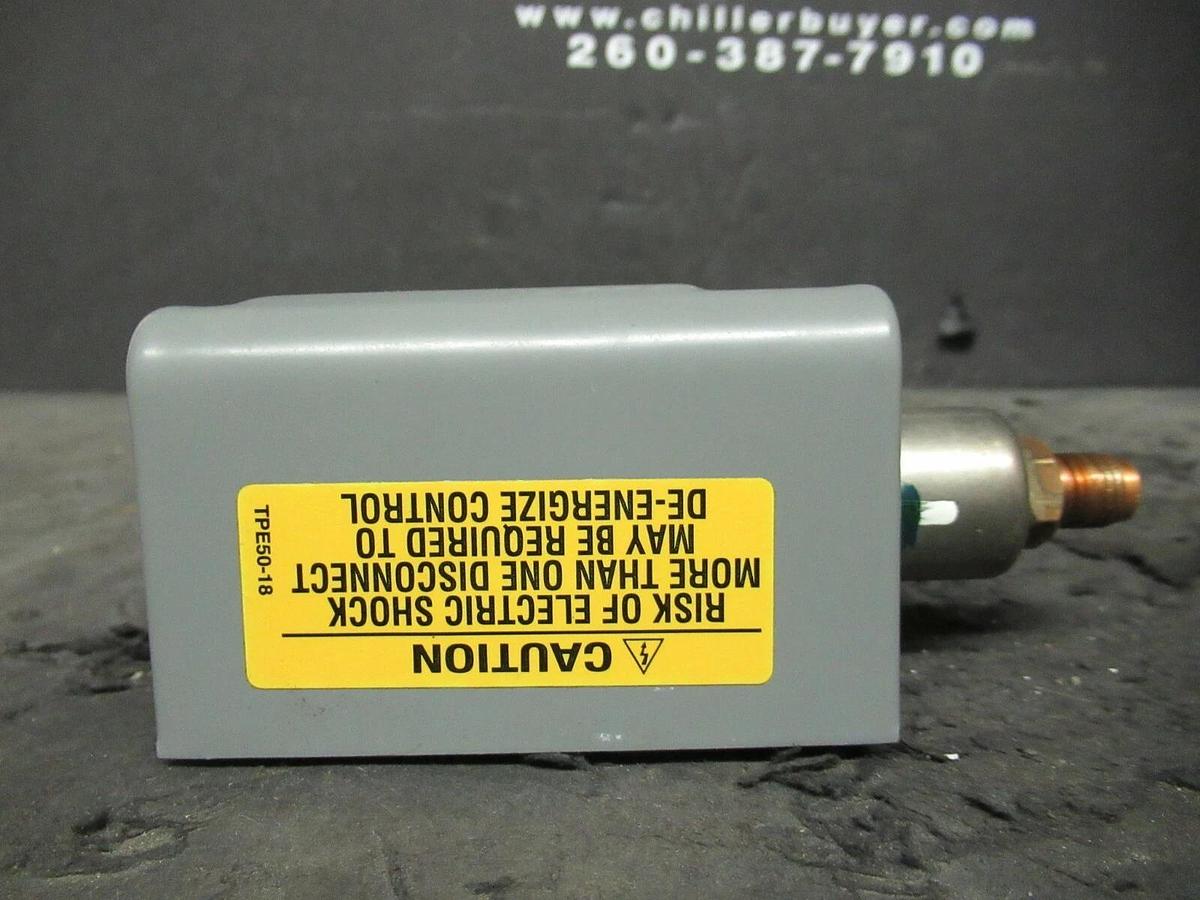 www.chillerbuyer.com
260-387-7910
CAUTION
RISK OF ELECTRIC SHOCK
MORE THAN ONE DISCONNECT
MAY BE REQUIRED TO
DE-ENERGIZE CONTROL
TPE50-18